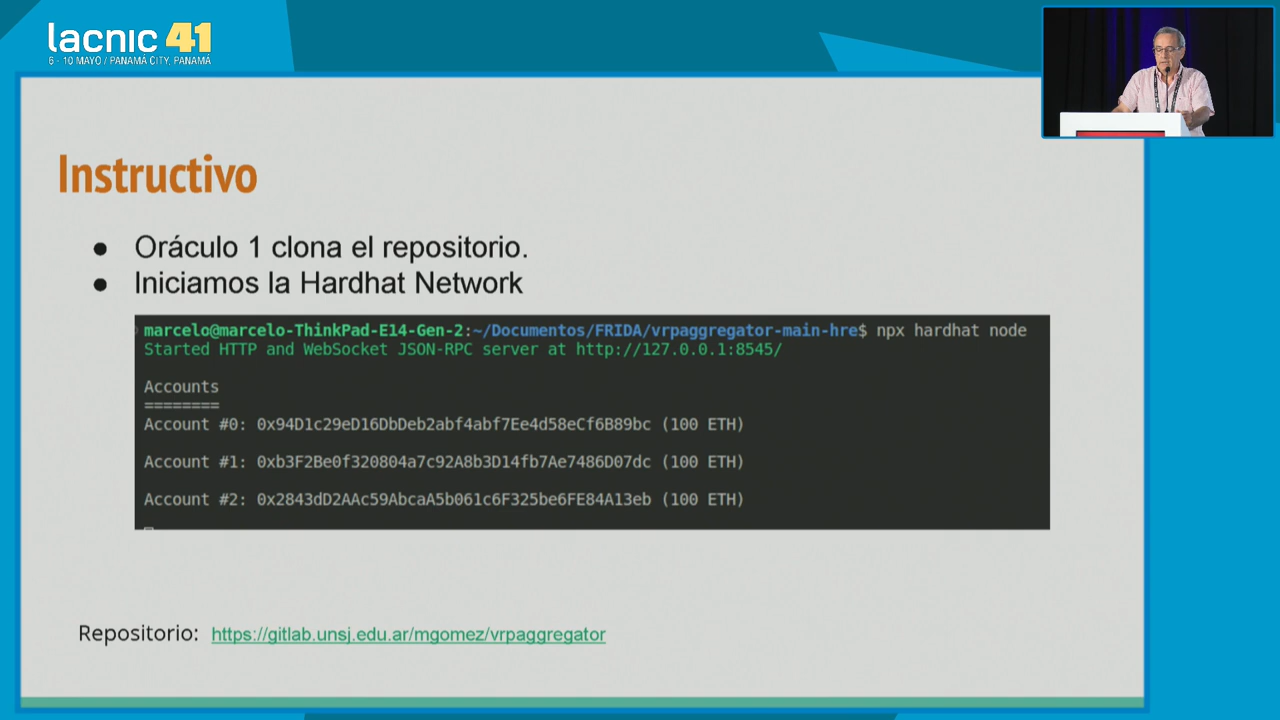 lacnic 41
6 - 10 MAYO / PANAMÁ CITY, PANAMÁ
Instructivo
● Oráculo 1 clona el repositorio.
● Iniciamos la Hardhat Network
marcelo@marcelo-ThinkPad-E14-Gen-2:~/Documentos/FRIDA/vrpaggregator-main-hre$ npx hardhat node
Started HTTP and WebSocket JSON-RPC server at http://127.0.0.1:8545/
Accounts
========
Account #0: 0x94D1c29eD16DbDeb2abf4abf7Ee4d58eCf6B89bc (100 ETH)
Account #1: 0xb3F2Be0f320804a7c92A8b3D14fb7Ae7486D07dc (100 ETH)
Account #2: 0x2843dD2AAc59AbcaA5b061c6F325be6FE84A13eb (100 ETH)
Repositorio: https://gitlab.unsj.edu.ar/mgomez/vrpaggregator